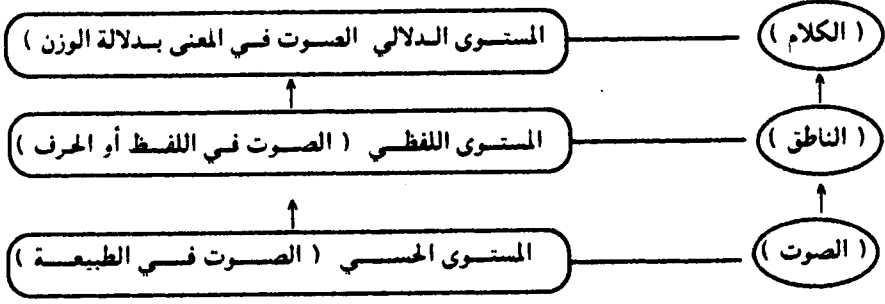 ( الكلام ) المستوى الدلالي الصوت في المعنى بدلالة الوزن )
( الناطق ) المستوى اللفظي ( الصوت في اللفظ أو الحرف )
( الصوت ) المستوى الحسي ( الصوت في الطبيعة )